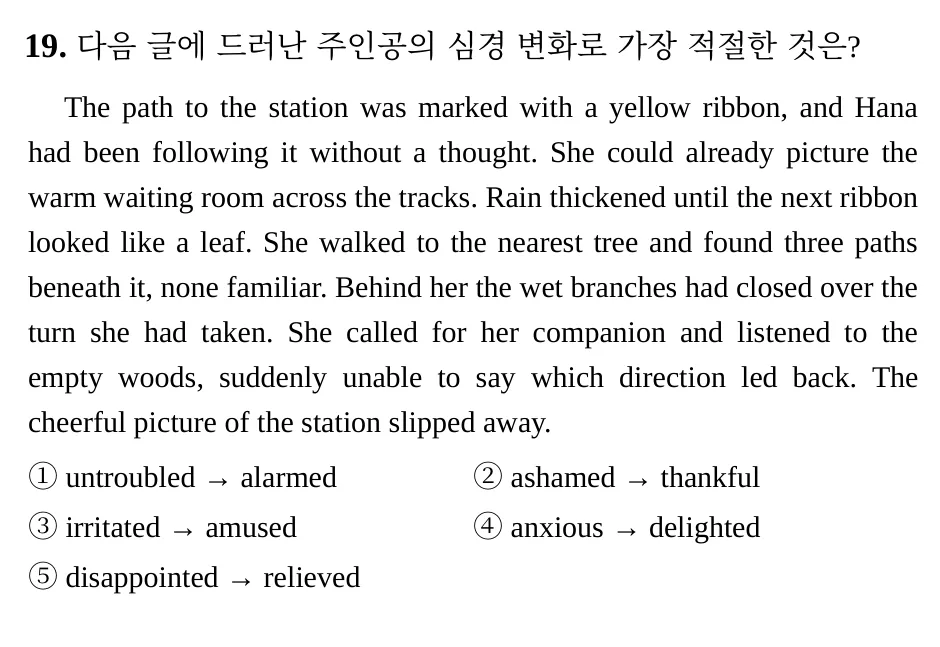 19. 다음 글에 드러난 주인공의 심경 변화로 가장 적절한 것은?
The path to the station was marked with a yellow ribbon, and Hana
had been following it without a thought. She could already picture the
warm waiting room across the tracks. Rain thickened until the next ribbon
looked like a leaf. She walked to the nearest tree and found three paths
beneath it, none familiar. Behind her the wet branches had closed over the
turn she had taken. She called for her companion and listened to the
empty woods, suddenly unable to say which direction led back. The
cheerful picture of the station slipped away.
① untroubled → alarmed ② ashamed → thankful
③ irritated → amused ④ anxious → delighted
⑤ disappointed → relieved